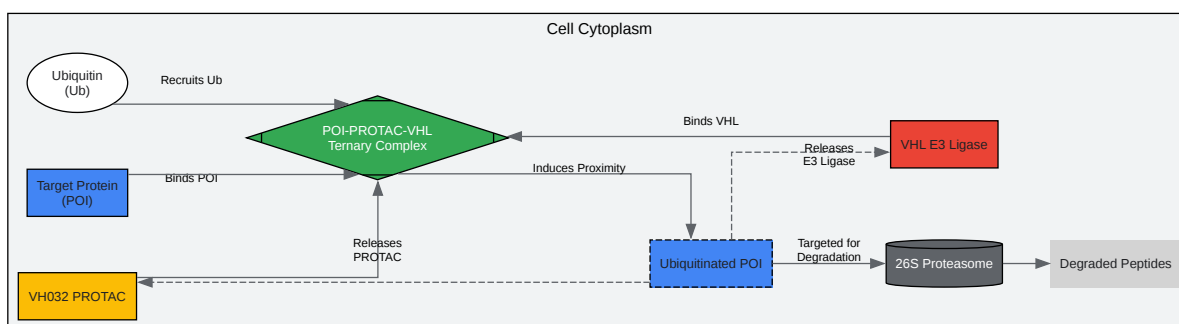 Cell Cytoplasm
Ubiquitin
(Ub)
Recruits Ub
POI-PROTAC-VHL
Ternary Complex
Binds VHL
VHL E3 Ligase
Releases
E3 Ligase
Target Protein
(POI)
Binds POI
Induces Proximity
Releases
PROTAC
Ubiquitinated POI
Targeted for
Degradation
26S Proteasome
Degraded Peptides
VH032 PROTAC